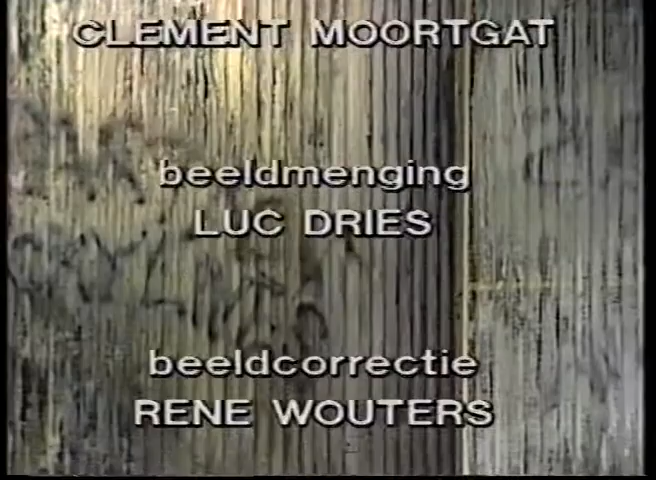 CLEMENT MOORTGAT
beeldmenging
LUC DRIES
beeldcorrectie
RENE WOUTERS